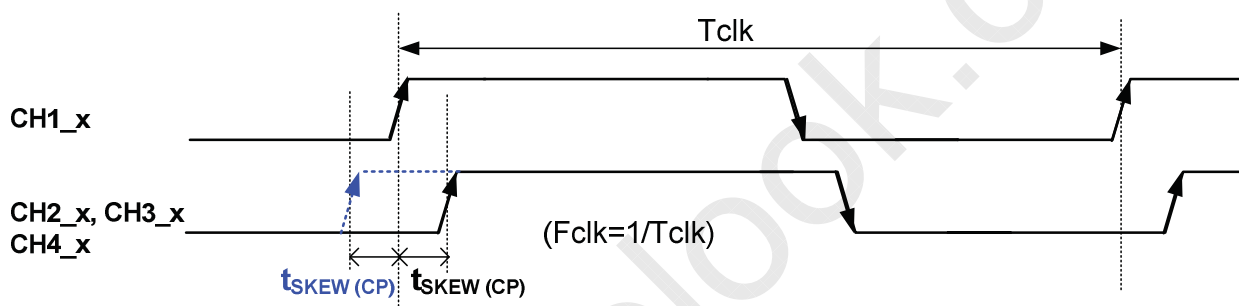 Tclk
CH1_x
CH2_x, CH3_x
CH4_x
(Fclk=1/Tclk)
tSKEW (CP) tSKEW (CP)